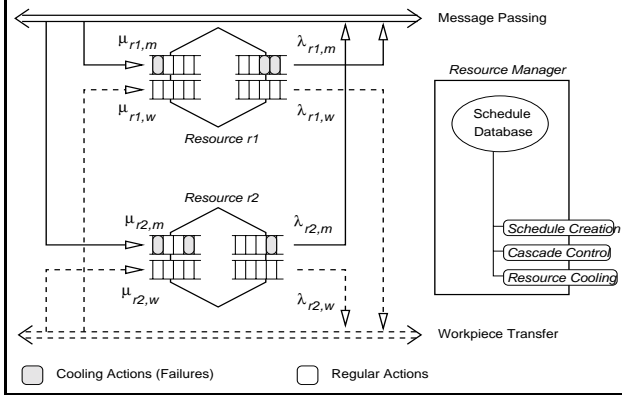 Message Passing
μr1,m
λr1,m
μr1,w
λr1,w
Resource r1
Resource Manager
Schedule
Database
Schedule Creation
Cascade Control
Resource Cooling
Resource r2
μr2,m
λr2,m
μr2,w
λr2,w
Workpiece Transfer
Cooling Actions (Failures)
Regular Actions